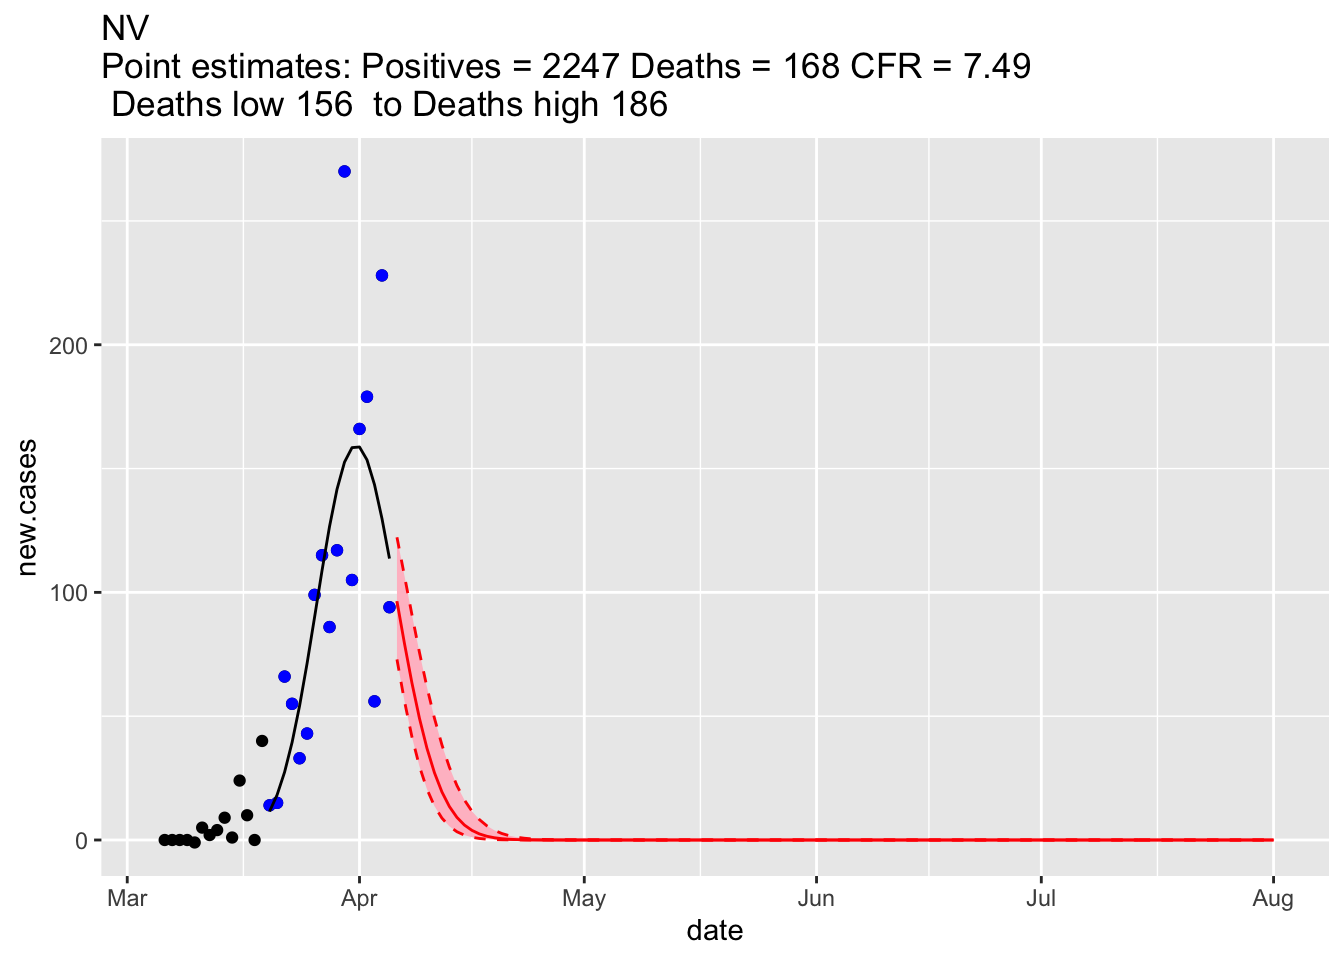 NV
Point estimates: Positives = 2247 Deaths = 168 CFR = 7.49
Deaths low 156  to Deaths high 186
200
100
0
new.cases
Mar Apr May Jun Jul Aug
date